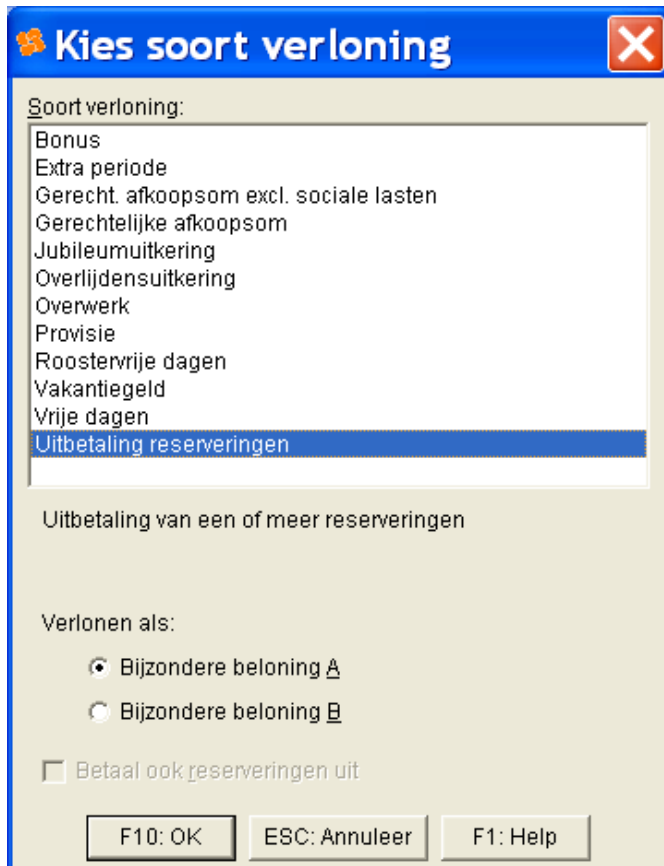 Kies soort verloning
Soort verloning:
Bonus
Extra periode
Gerecht. afkoopsom excl. sociale lasten
Gerechtelijke afkoopsom
Jubileumuitkering
Overlijdensuitkering
Overwerk
Provisie
Roostervrije dagen
Vakantiegeld
Vrije dagen
Uitbetaling reserveringen
Uitbetaling van een of meer reserveringen
Verlonen als:
Bijzondere beloning A
Bijzondere beloning B
Betaal ook reserveringen uit
F10: OK ESC: Annuleer F1: Help